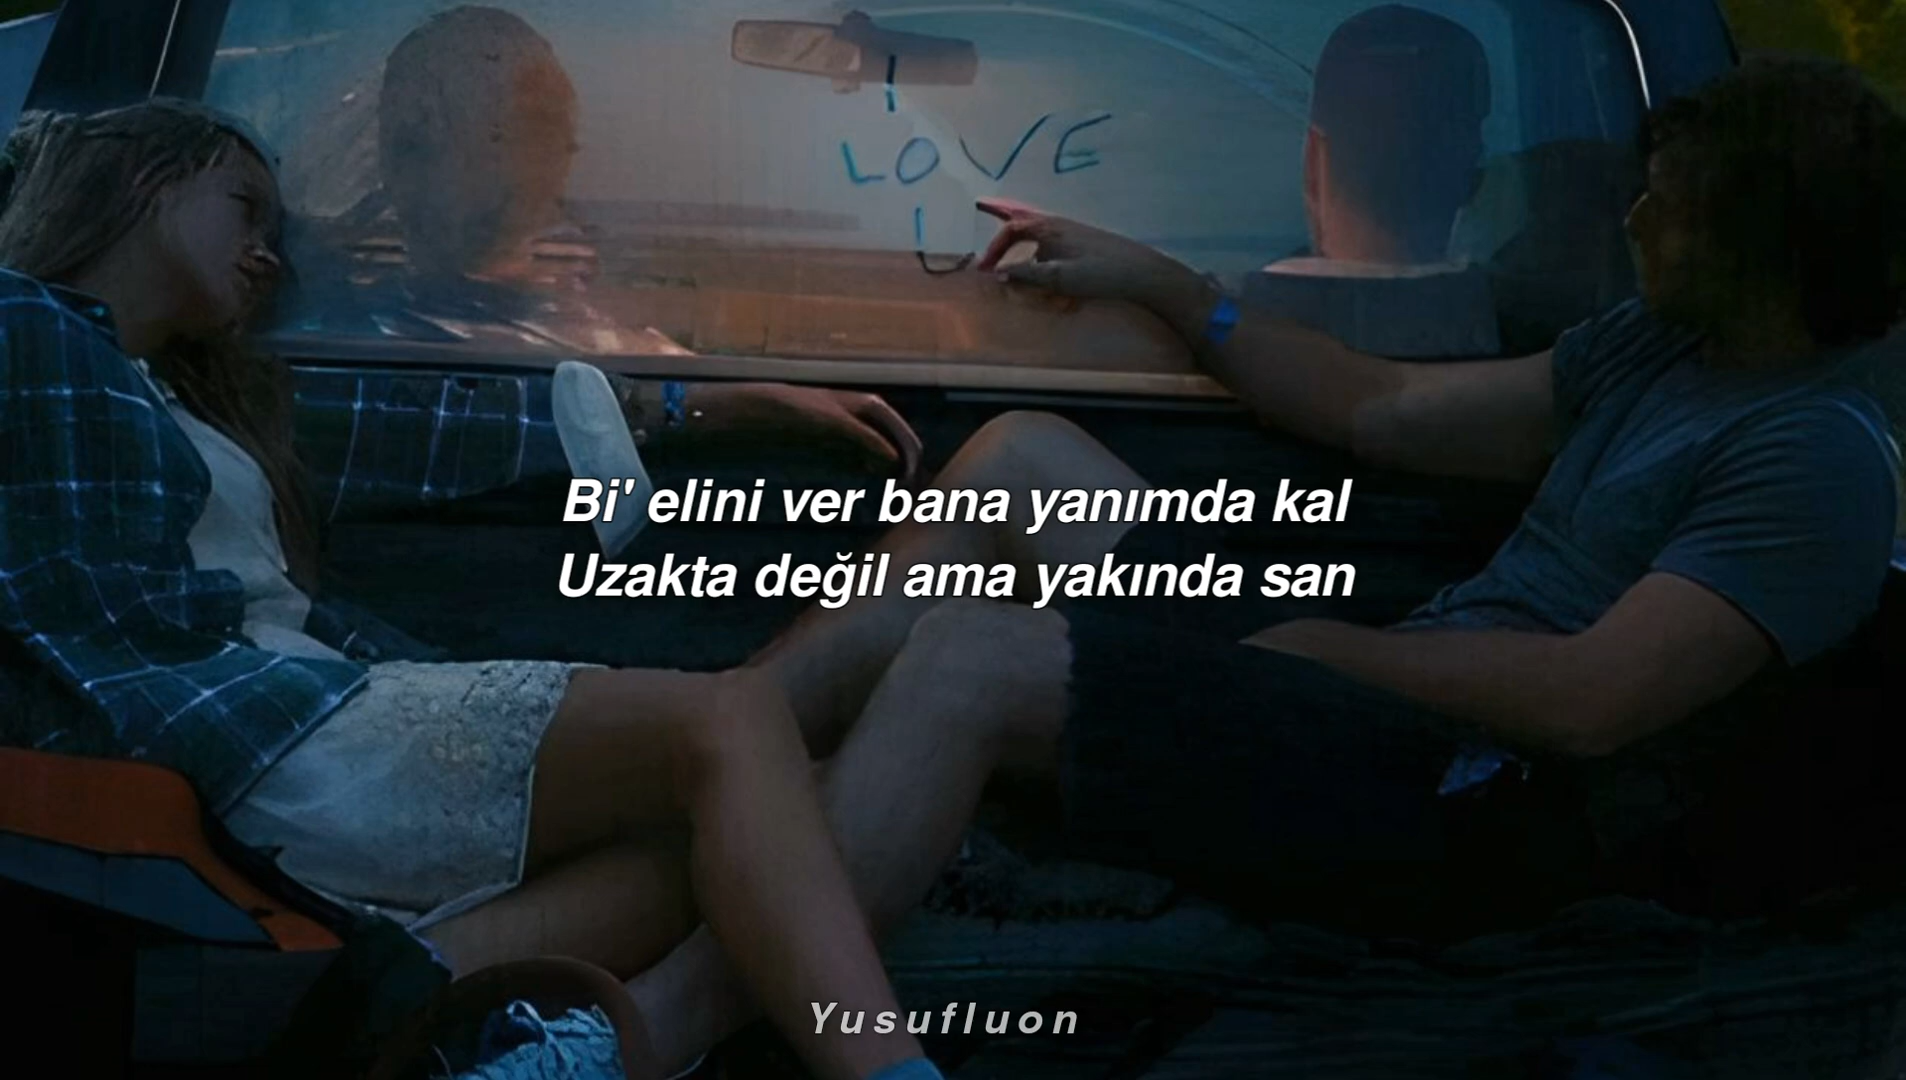 I
LOVE
U
Bi' elini ver bana yanımda kal
Uzakta değil ama yakında san
Yusufluon